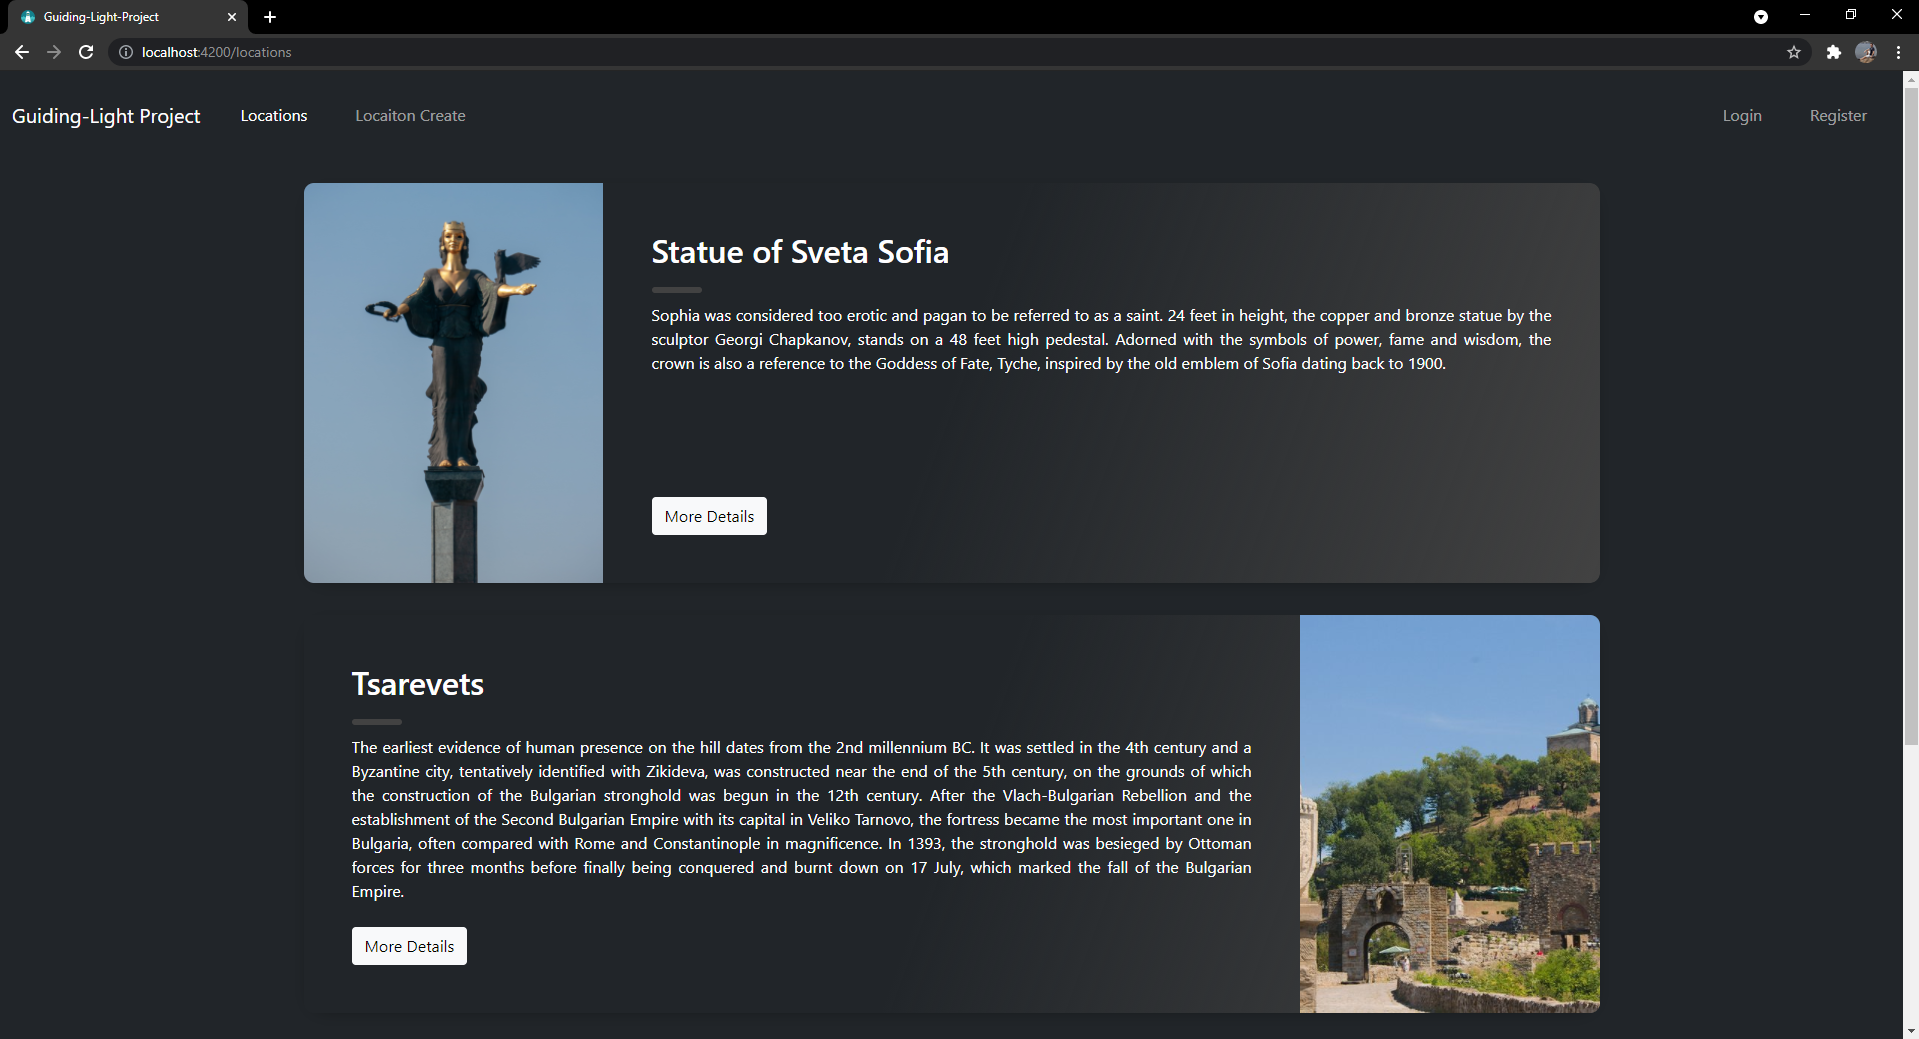 Guiding-Light-Project
localhost:4200/locations
Guiding-Light Project
Locations
Locaiton Create
Login
Register
Statue of Sveta Sofia
Sophia was considered too erotic and pagan to be referred to as a saint. 24 feet in height, the copper and bronze statue by the
sculptor Georgi Chapkanov, stands on a 48 feet high pedestal. Adorned with the symbols of power, fame and wisdom, the
crown is also a reference to the Goddess of Fate, Tyche, inspired by the old emblem of Sofia dating back to 1900.
More Details
Tsarevets
The earliest evidence of human presence on the hill dates from the 2nd millennium BC. It was settled in the 4th century and a
Byzantine city, tentatively identified with Zikideva, was constructed near the end of the 5th century, on the grounds of which
the construction of the Bulgarian stronghold was begun in the 12th century. After the Vlach-Bulgarian Rebellion and the
establishment of the Second Bulgarian Empire with its capital in Veliko Tarnovo, the fortress became the most important one in
Bulgaria, often compared with Rome and Constantinople in magnificence. In 1393, the stronghold was besieged by Ottoman
forces for three months before finally being conquered and burnt down on 17 July, which marked the fall of the Bulgarian
Empire.
More Details